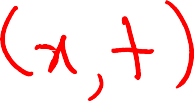 (x, t)